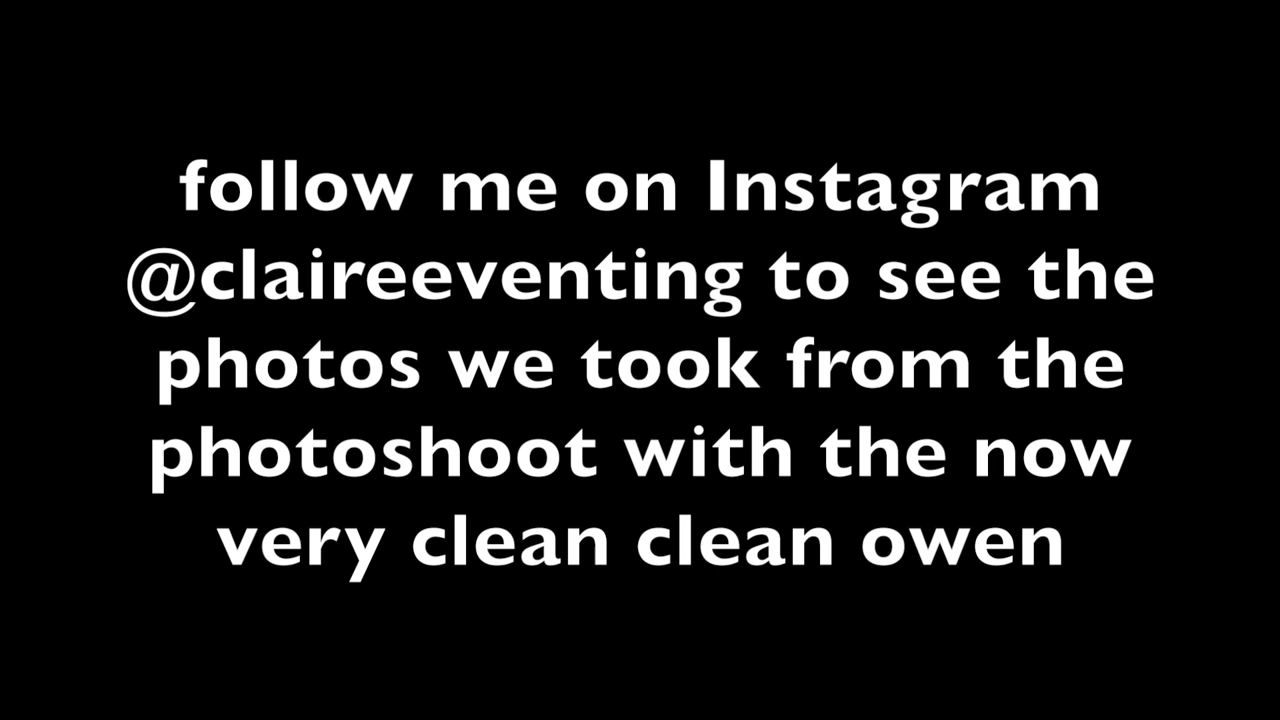 follow me on Instagram
@claireeventing to see the
photos we took from the
photoshoot with the now
very clean clean owen